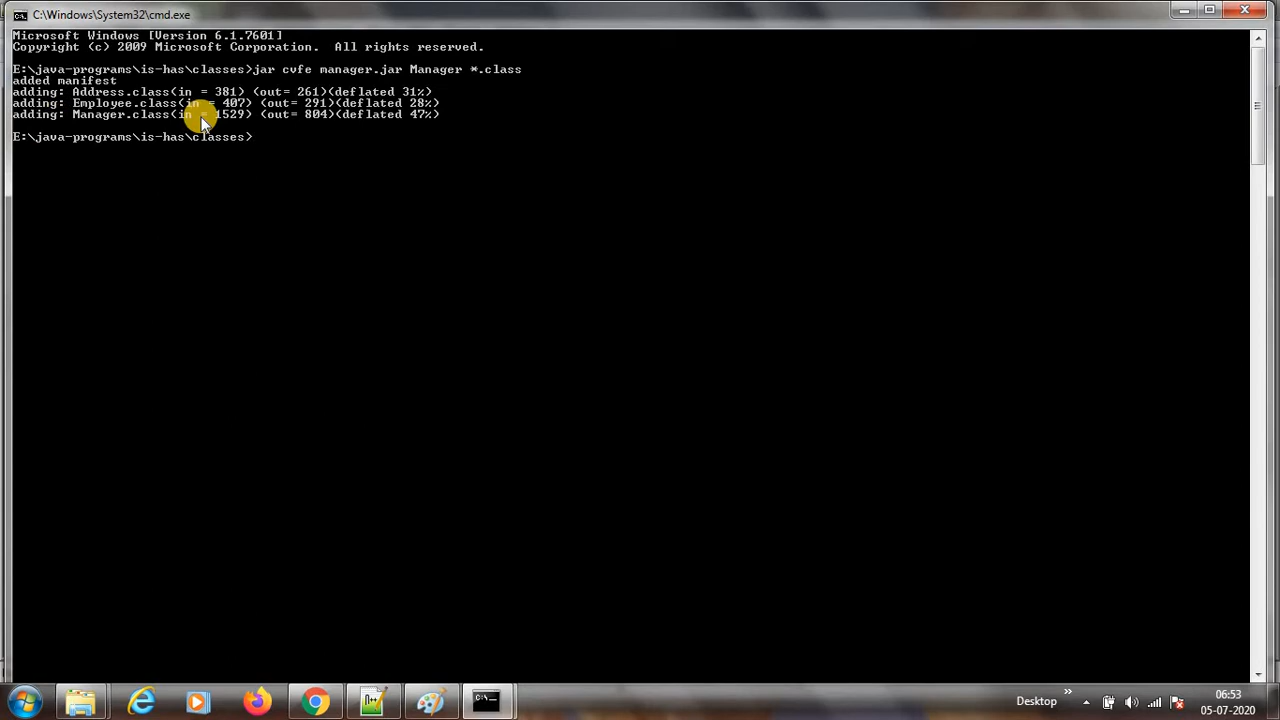 C:\Windows\System32\cmd.exe
Microsoft Windows [Version 6.1.7601]
Copyright (c) 2009 Microsoft Corporation.  All rights reserved.
E:\java-programs\is-has\classes>jar cvfe manager.jar Manager *.class
added manifest
adding: Address.class(in = 381) (out= 261)(deflated 31%)
adding: Employee.class(in = 407) (out= 291)(deflated 28%)
adding: Manager.class(in = 1529) (out= 804)(deflated 47%)
E:\java-programs\is-has\classes>
Desktop
06:53
05-07-2020